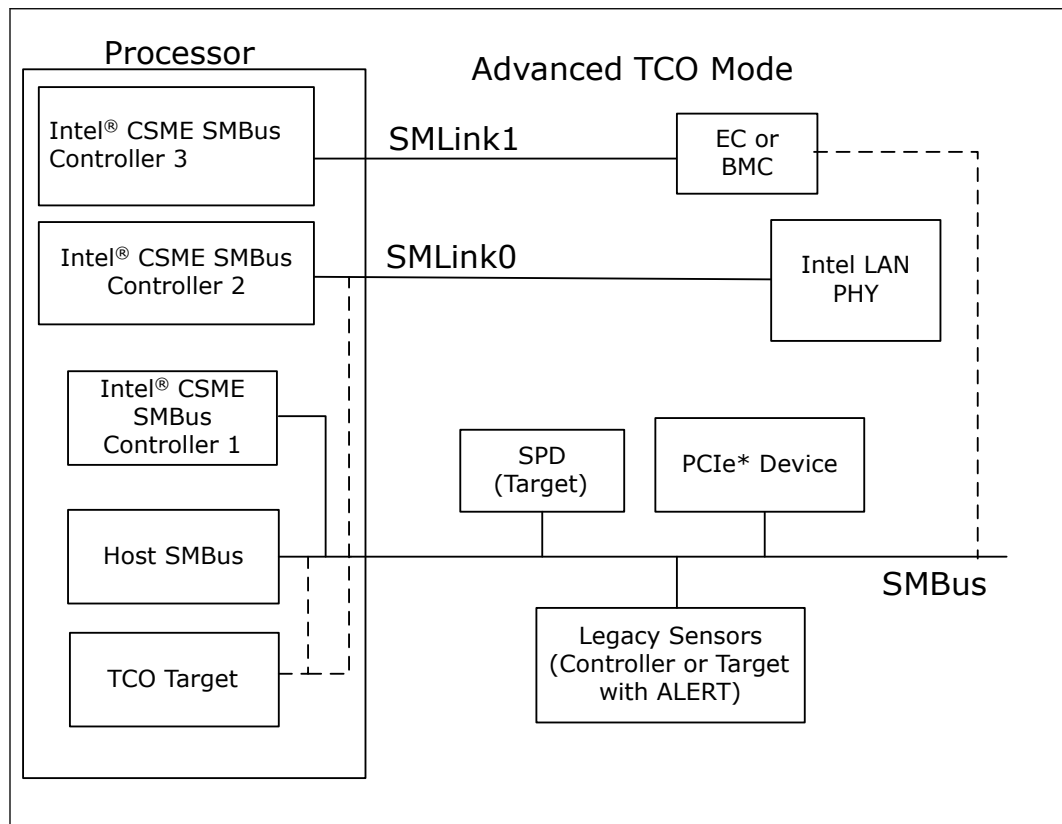 Processor
Advanced TCO Mode
Intel® CSME SMBus
Controller 3
SMLink1
EC or
BMC
Intel® CSME SMBus
Controller 2
SMLink0
Intel LAN
PHY
Intel® CSME
SMBus
Controller 1
SPD
(Target)
PCIe* Device
Host SMBus
SMBus
TCO Target
Legacy Sensors
(Controller or Target
with ALERT)